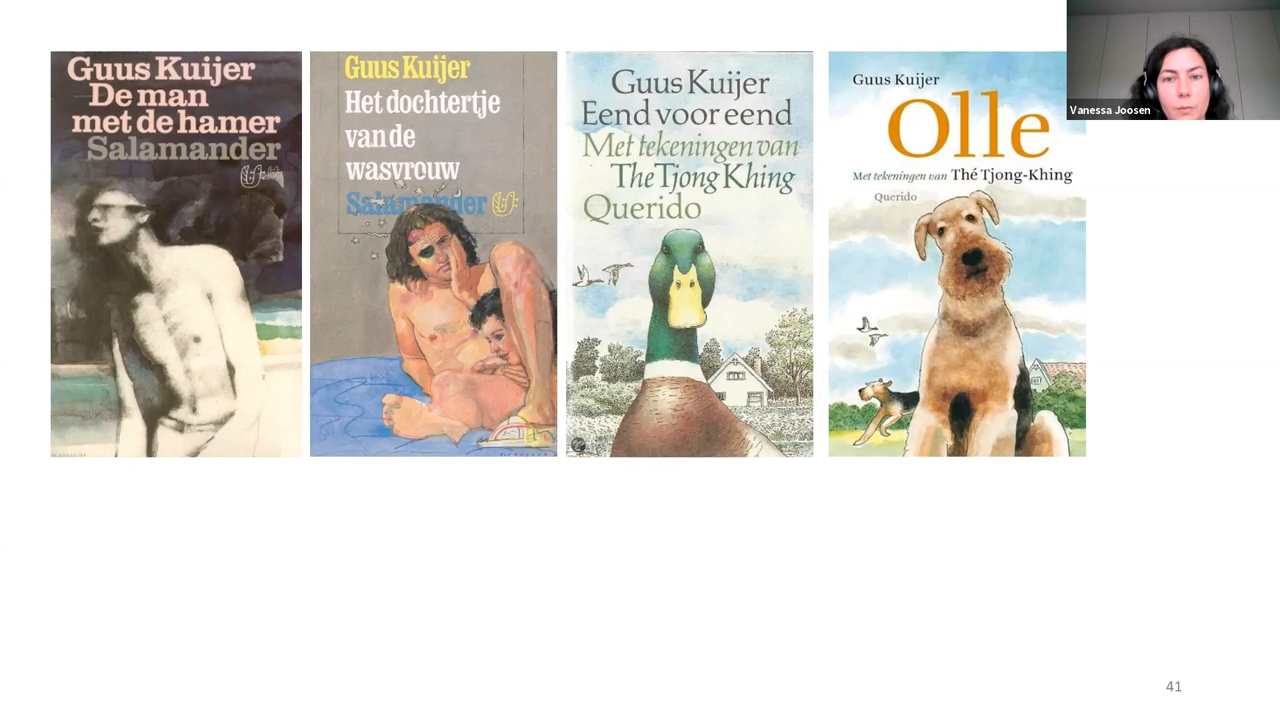 Guus Kuijer
De man
met de hamer
Salamander
Guus Kuijer
Het dochtertje
van de
wasvrouw
Salamander
Guus Kuijer
Eend voor eend
Met tekeningen van
The Tjong Khing
Querido
Guus Kuijer
Olle
Met tekeningen van Thé Tjong-Khing
Querido
Vanessa Joosen
41